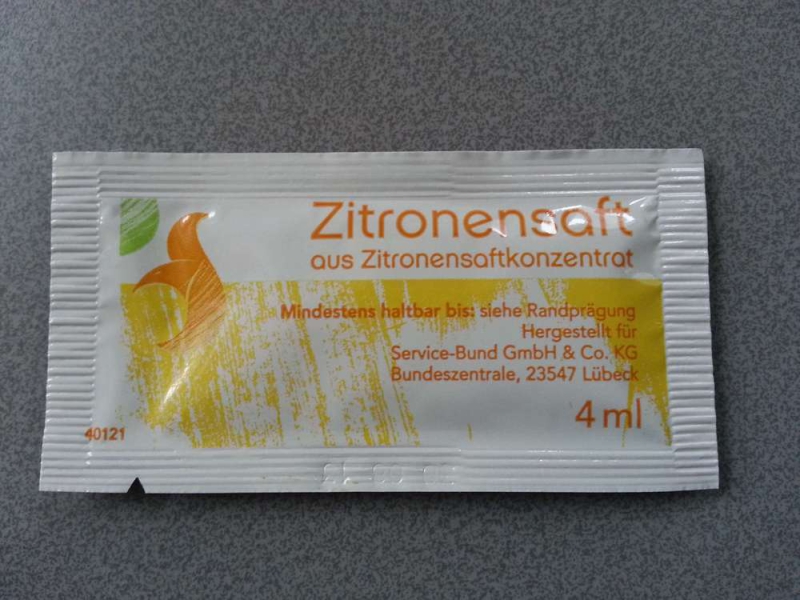 Zitronensaft
aus Zitronensaftkonzentrat
Mindestens haltbar bis: siehe Randprägung
Hergestellt für
Service-Bund GmbH & Co. KG
Bundeszentrale, 23547 Lübeck
4 ml
40121